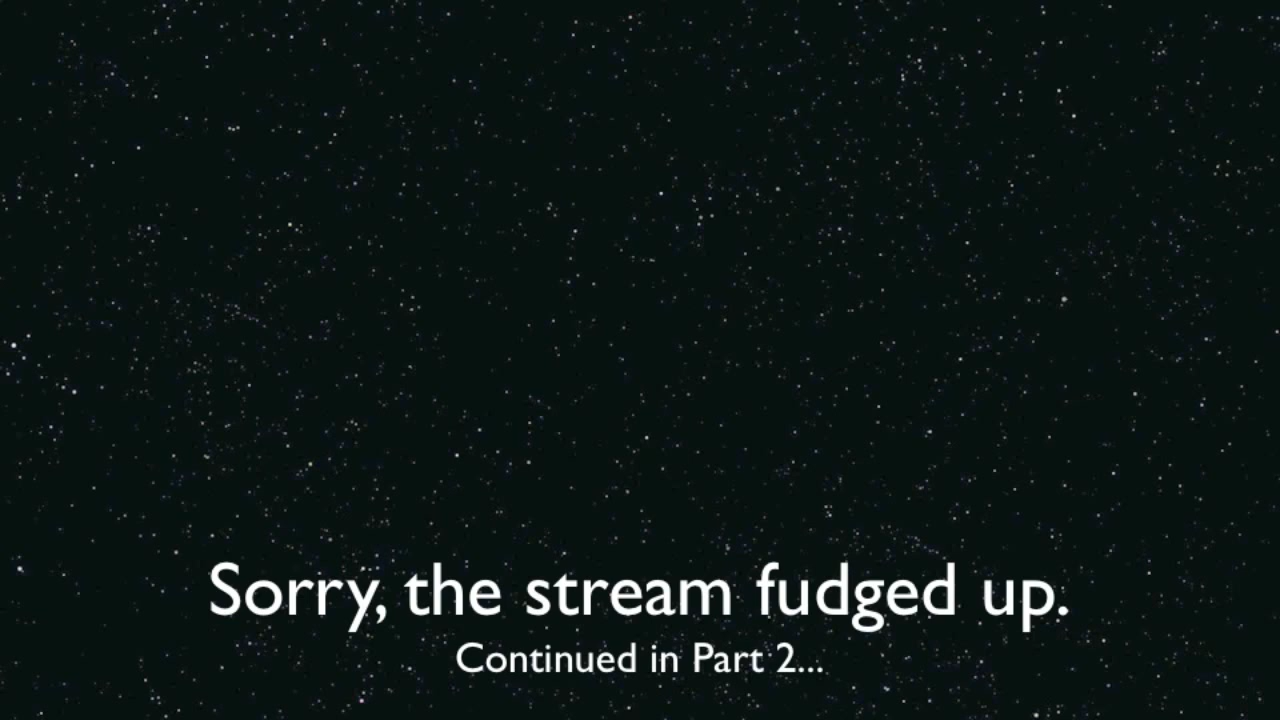 Sorry, the stream fudged up.
Continued in Part 2...